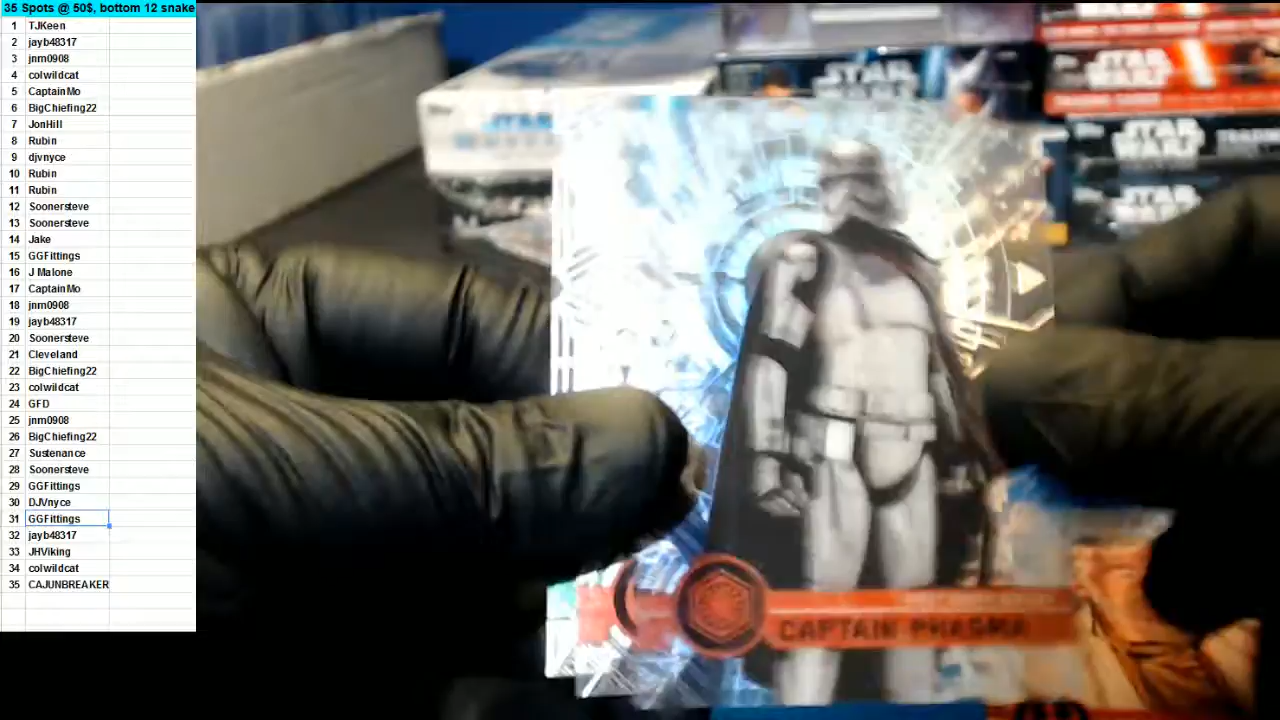 35 Spots @ 50$, bottom 12 snake
1 TJKeen
2 jayb48317
3 jnm0908
4 colwildcat
5 CaptainMo
6 BigChiefing22
7 JonHill
8 Rubin
9 djvnyce
10 Rubin
11 Rubin
12 Soonersteve
13 Soonersteve
14 Jake
15 GGFittings
16 J Malone
17 CaptainMo
18 jnm0908
19 jayb48317
20 Soonersteve
21 Cleveland
22 BigChiefing22
23 colwildcat
24 GFD
25 jnm0908
26 BigChiefing22
27 Sustenance
28 Soonersteve
29 GGFittings
30 DJVnyce
31 GGFittings
32 jayb48317
33 JHViking
34 colwildcat
35 CAJUNBREAKER
STAR WARS
STAR WARS
STAR WARS
STAR WARS
CAPTAIN PHASMA